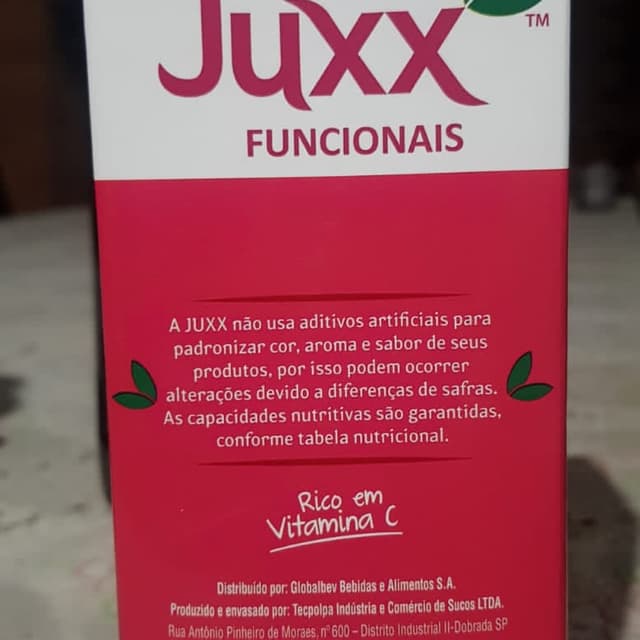 Juxx
TM
FUNCIONAIS
A JUXX não usa aditivos artificiais para
padronizar cor, aroma e sabor de seus
produtos, por isso podem ocorrer
alterações devido a diferenças de safras.
As capacidades nutritivas são garantidas,
conforme tabela nutricional.
Rico em
Vitamina C
Distribuido por: Globalbev Bebidas e Alimentos S.A.
Produzido e envasado por: Tecpolpa Indústria e Comércio de Sucos LTDA.
Rua Antônio Pinheiro de Moraes, nº 600 – Distrito Industrial II-Dobrada SP